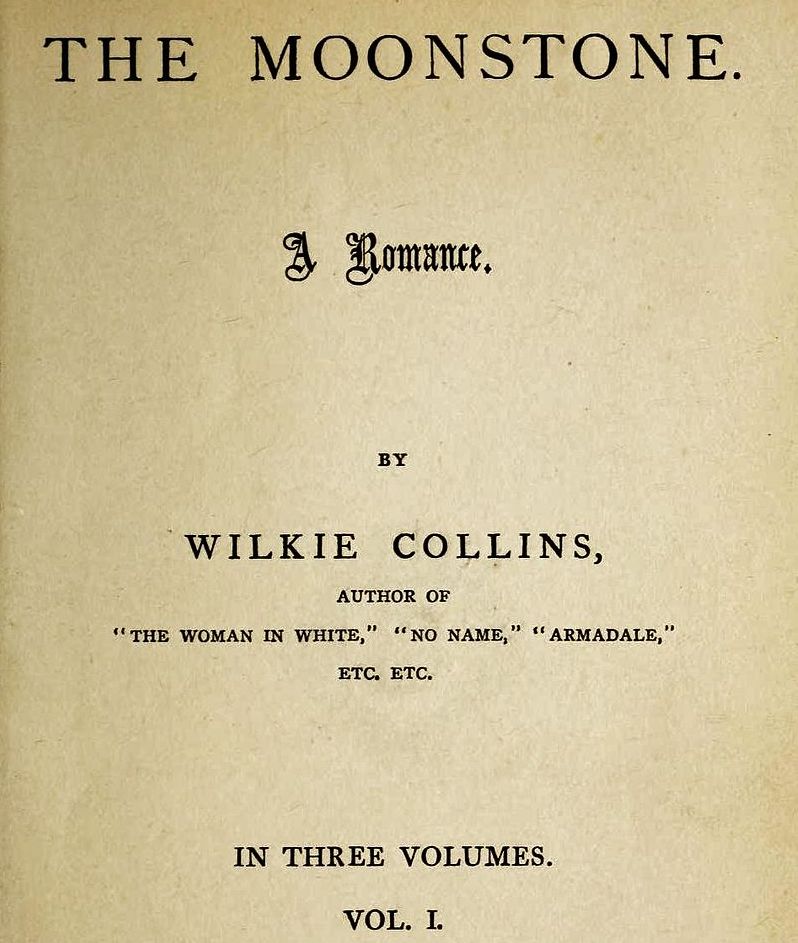 THE MOONSTONE.
A Romance.
BY
WILKIE COLLINS,
AUTHOR OF
"THE WOMAN IN WHITE," "NO NAME," "ARMADALE,"
ETC. ETC.
IN THREE VOLUMES.
VOL. I.